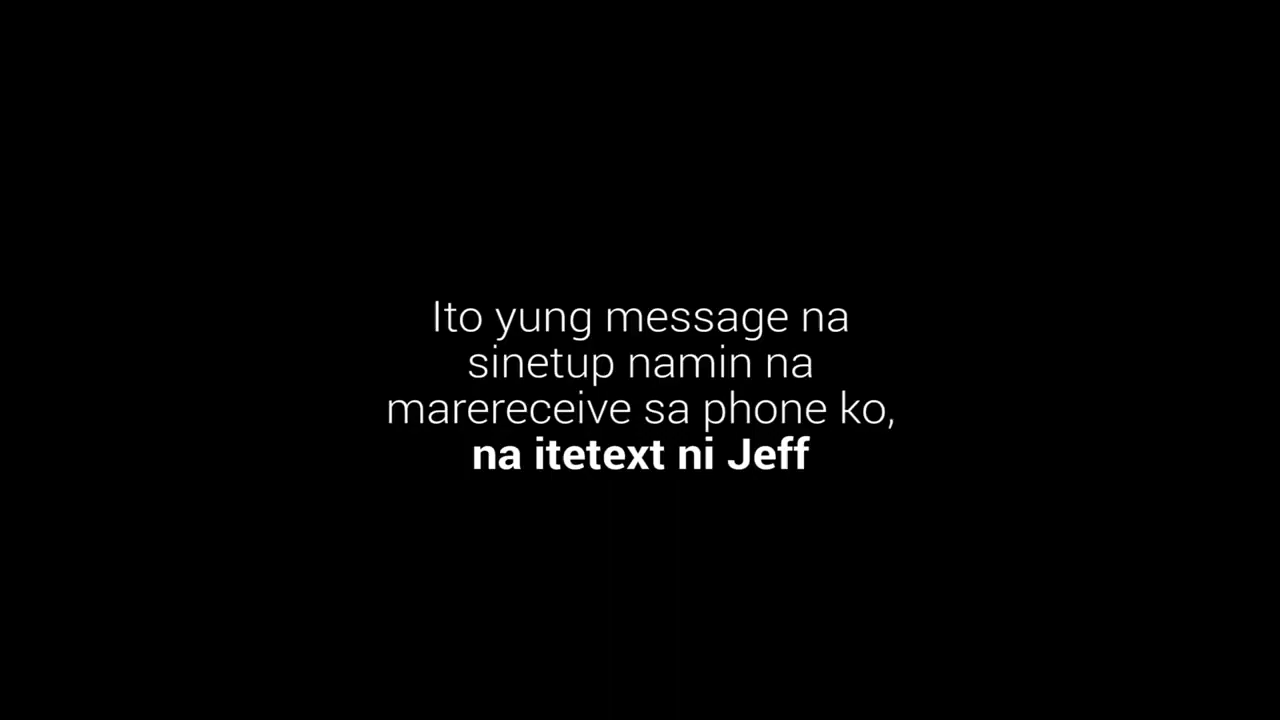 Ito yung message na
sinetup namin na
marereceive sa phone ko,
na itetext ni Jeff